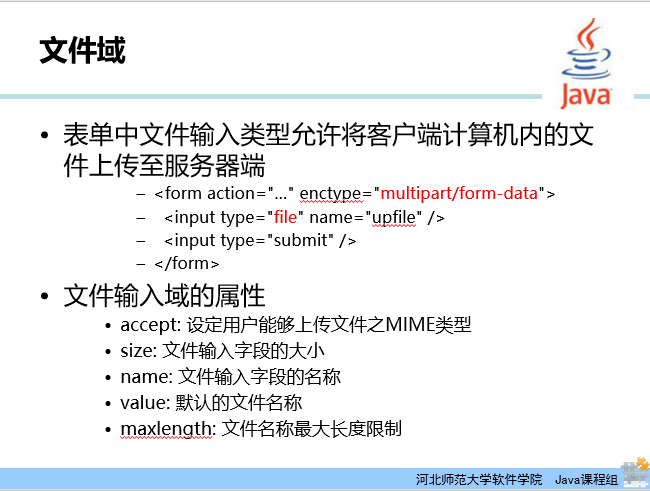 文件域
Java
• 表单中文件输入类型允许将客户端计算机内的文
件上传至服务器端
– <form action="..." enctype="multipart/form-data">
– <input type="file" name="upfile" />
– <input type="submit" />
– </form>
• 文件输入域的属性
• accept: 设定用户能够上传文件之MIME类型
• size: 文件输入字段的大小
• name: 文件输入字段的名称
• value: 默认的文件名称
• maxlength: 文件名称最大长度限制
河北师范大学软件学院 Java课程组